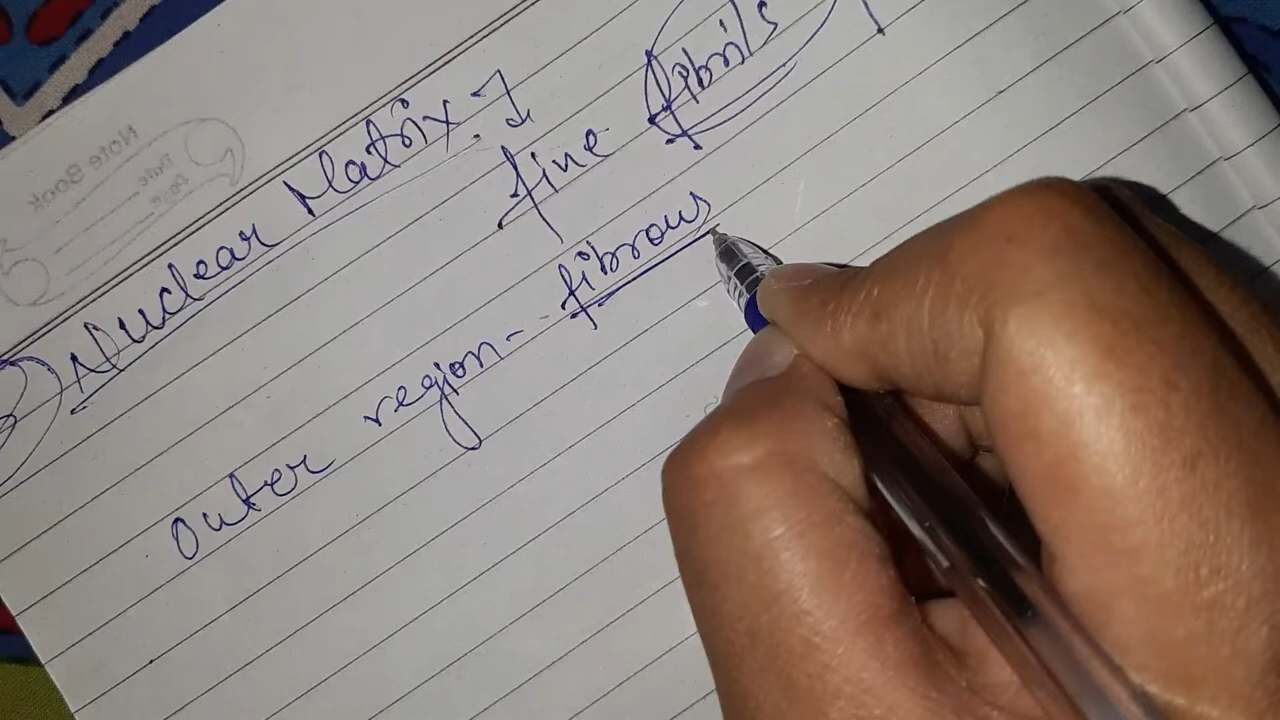 Nuclear Matrix :-
fine fibrils
outer region - fibrous
Note Book
Date
Page